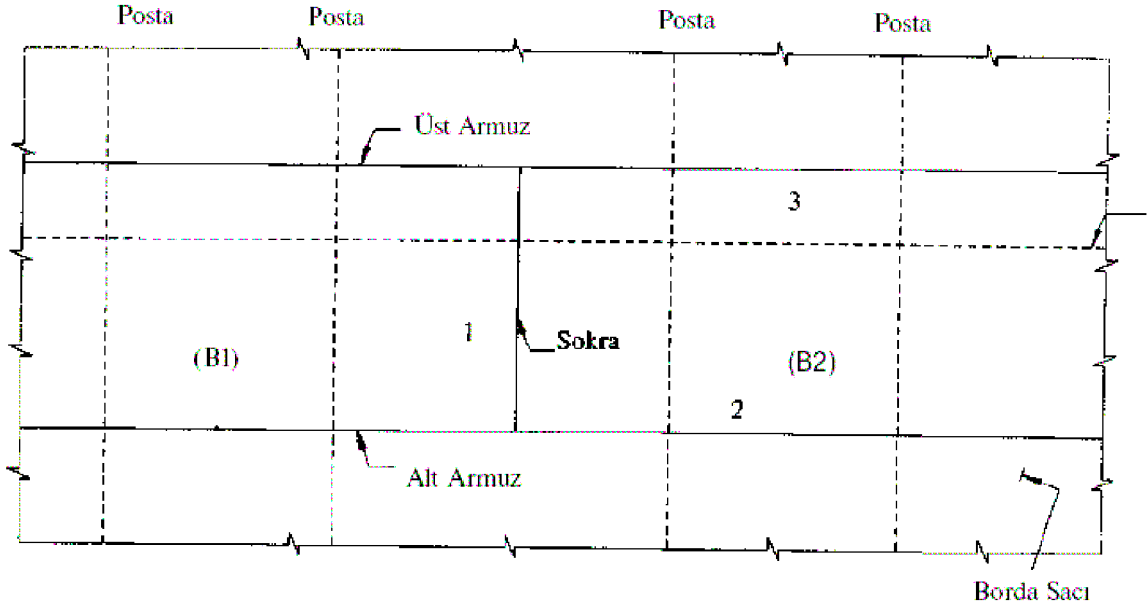 Posta
Posta
Posta
Posta
Üst Armuz
3
1
Sokra
(B1)
(B2)
2
Alt Armuz
Borda Sacı